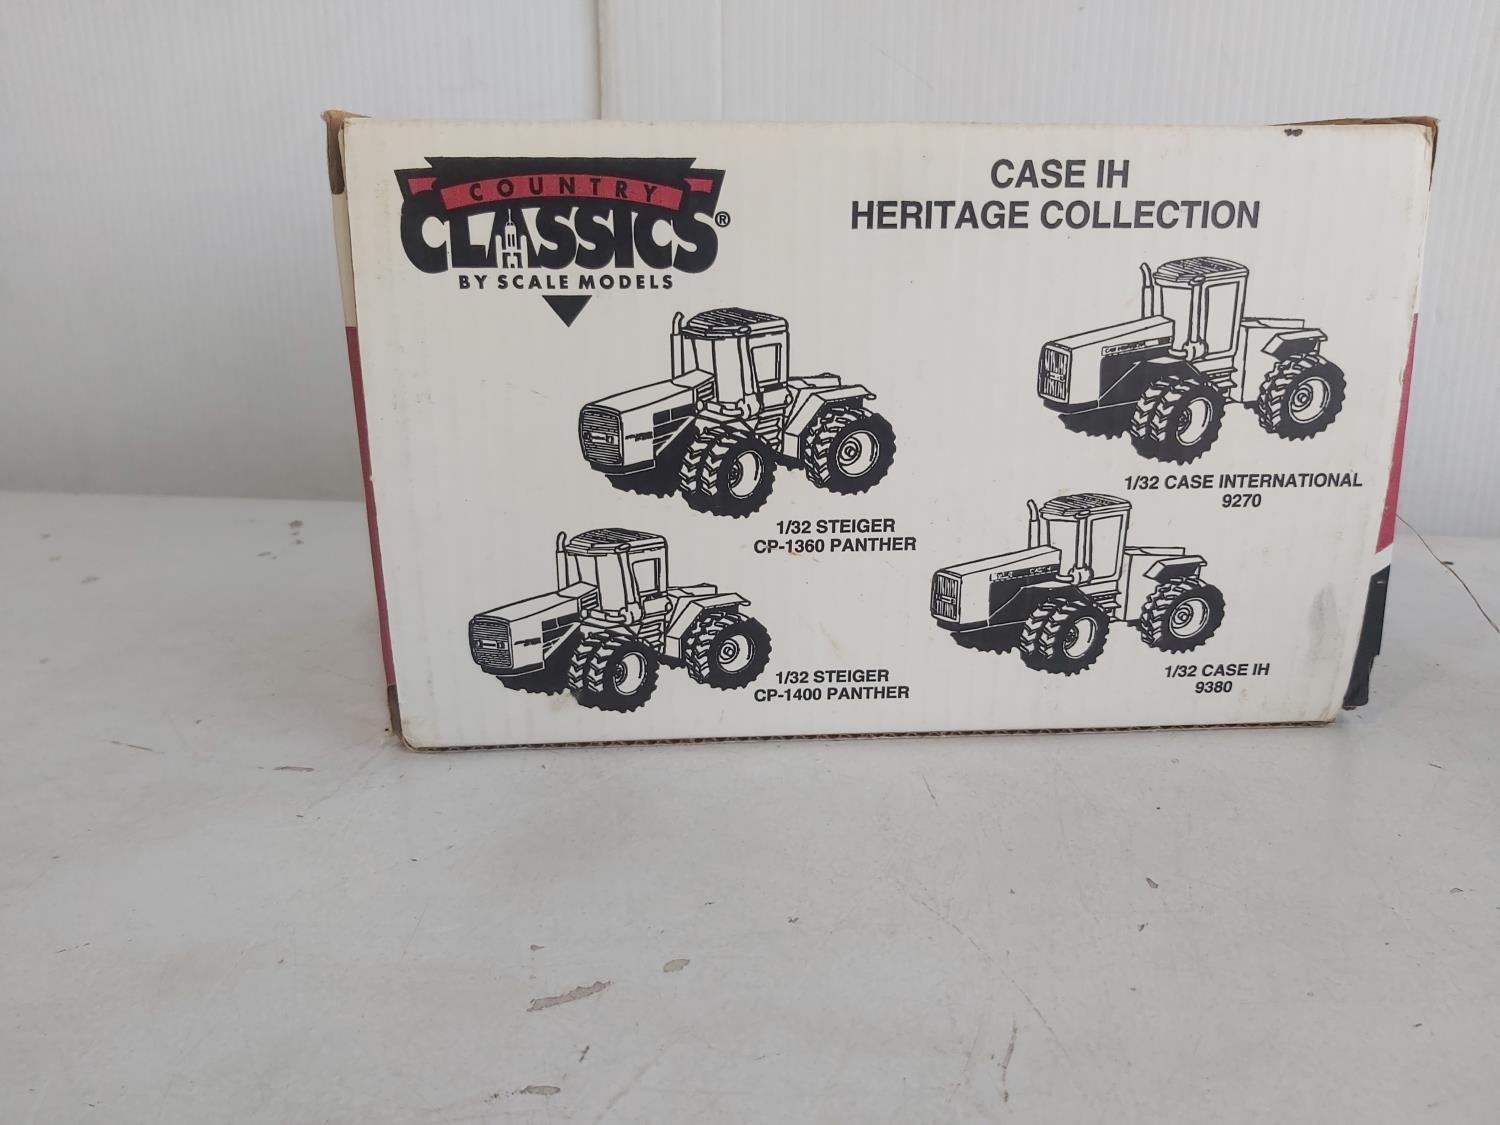 COUNTRY
CLASSICS®
BY SCALE MODELS
CASE IH
HERITAGE COLLECTION
1/32 STEIGER
CP-1360 PANTHER
1/32 CASE INTERNATIONAL
9270
1/32 STEIGER
CP-1400 PANTHER
1/32 CASE IH
9380